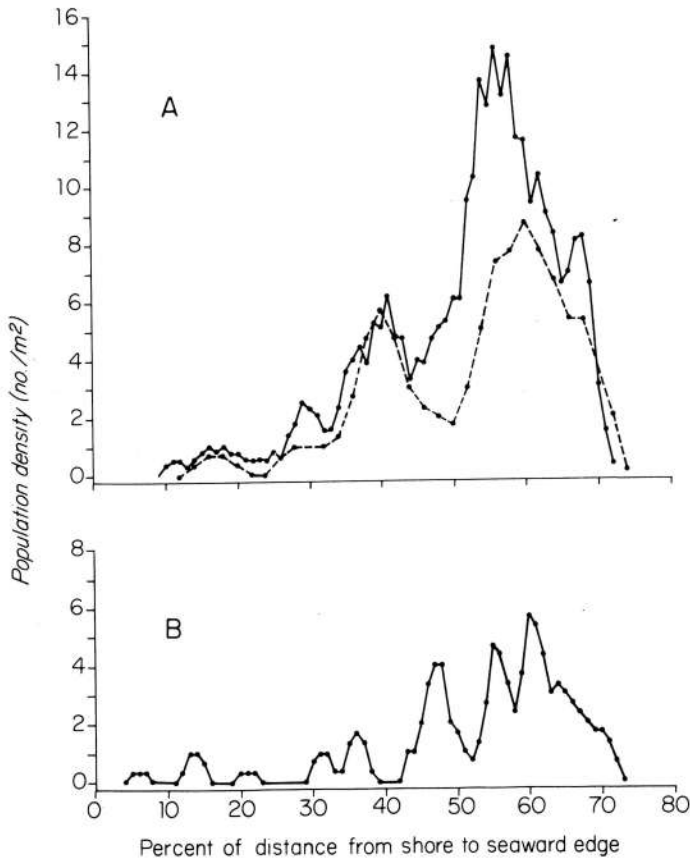 16
14
12
A
10
8
6
4
2
0
Population density (no./m²)
8
6
B
4
2
0
0 10 20 30 40 50 60 70 80
Percent of distance from shore to seaward edge